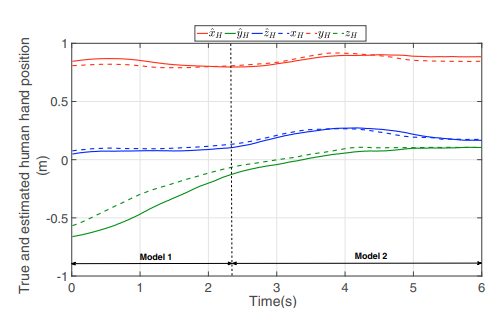 x̂_H ŷ_H ẑ_H x_H y_H z_H
1
0.5
0
-0.5
-1
True and estimated human hand position
(m)
Model 1
Model 2
0 1 2 3 4 5 6
Time(s)